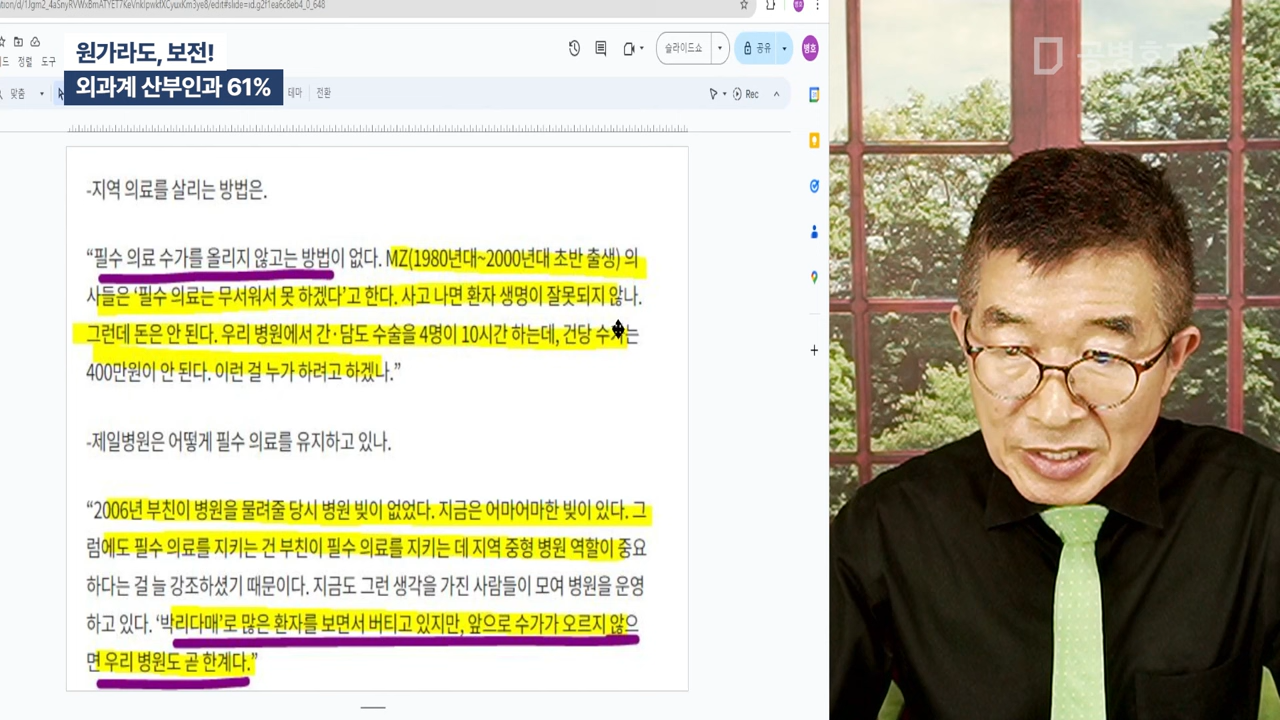 원가라도, 보전!
외과계 산부인과 61%
슬라이드쇼
공유
병호
도구
정렬
맞춤
테마
전환
Rec
공병호TV
-지역 의료를 살리는 방법은.
“필수 의료 수가를 올리지 않고는 방법이 없다. MZ(1980년대~2000년대 초반 출생) 의
사들은 ‘필수 의료는 무서워서 못 하겠다’고 한다. 사고 나면 환자 생명이 잘못되지 않나.
그런데 돈은 안 된다. 우리 병원에서 간·담도 수술을 4명이 10시간 하는데, 건당 수가는
400만원이 안 된다. 이런 걸 누가 하려고 하겠나.”
-제일병원은 어떻게 필수 의료를 유지하고 있나.
“2006년 부친이 병원을 물려줄 당시 병원 빚이 없었다. 지금은 어마어마한 빚이 있다. 그
럼에도 필수 의료를 지키는 건 부친이 필수 의료를 지키는 데 지역 중형 병원 역할이 중요
하다는 걸 늘 강조하셨기 때문이다. 지금도 그런 생각을 가진 사람들이 모여 병원을 운영
하고 있다. ‘박리다매’로 많은 환자를 보면서 버티고 있지만, 앞으로 수가가 오르지 않으
면 우리 병원도 곧 한계다.”